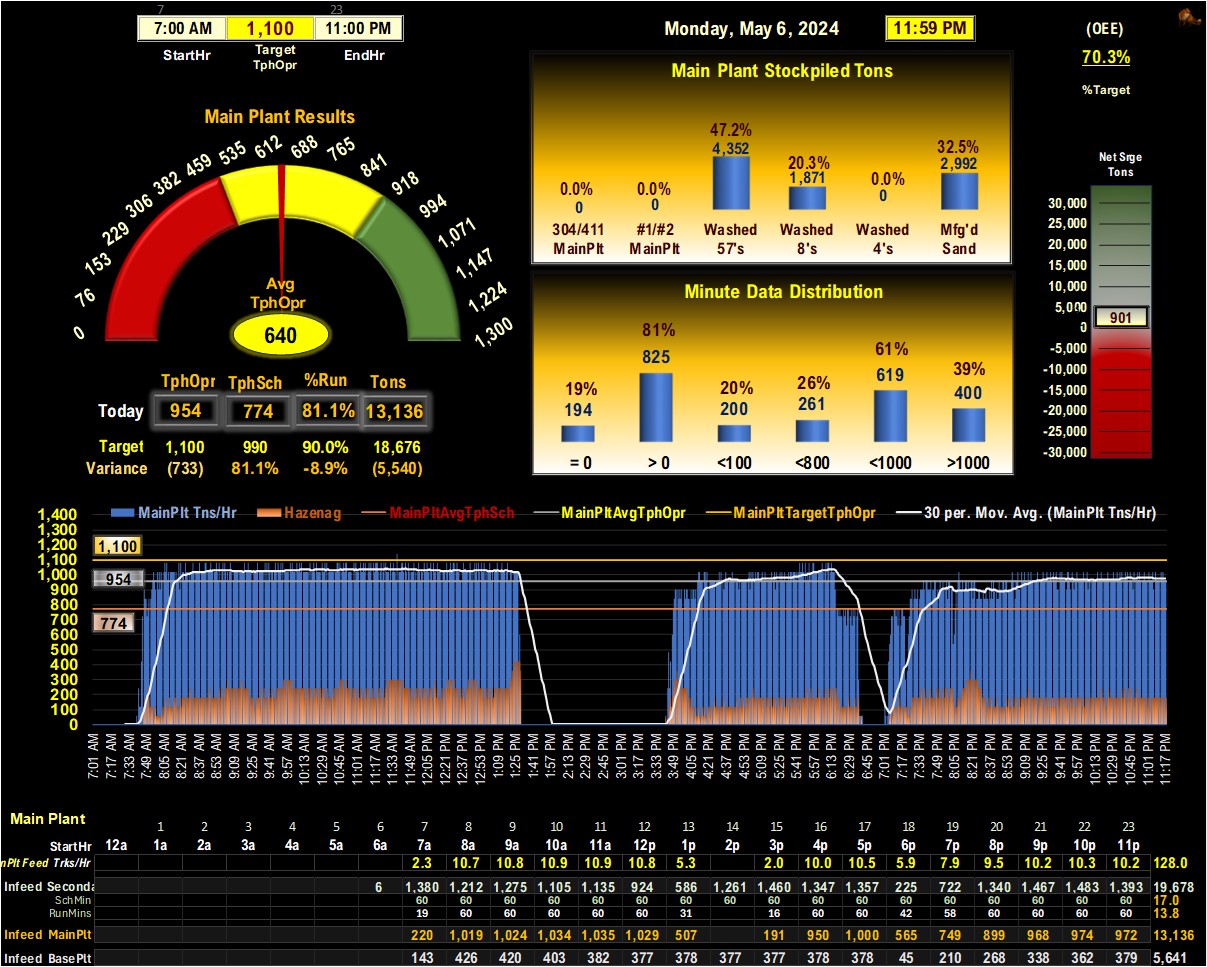 7 23
7:00 AM 1,100 11:00 PM
StartHr Target TphOpr EndHr
Monday, May 6, 2024 11:59 PM
(OEE)
70.3%
%Target
Main Plant Results
0 76 153 229 306 382 459 535 612 688 765 841 918 994 1,071 1,147 1,224 1,300
Avg
TphOpr
640
TphOpr TphSch %Run Tons
Today 954 774 81.1% 13,136
Target 1,100 990 90.0% 18,676
Variance (733) 81.1% -8.9% (5,540)
Main Plant Stockpiled Tons
0.0% 0.0% 47.2% 20.3% 0.0% 32.5%
0 0 4,352 1,871 0 2,992
304/411 #1/#2 Washed Washed Washed Mfg'd
MainPlt MainPlt 57's 8's 4's Sand
Minute Data Distribution
19% 81% 20% 26% 61% 39%
194 825 200 261 619 400
= 0 > 0 <100 <800 <1000 >1000
Net Srge
Tons
30,000
25,000
20,000
15,000
10,000
5,000
901
0
-5,000
-10,000
-15,000
-20,000
-25,000
-30,000
MainPlt Tns/Hr Hazenag MainPltAvgTphSch MainPltAvgTphOpr MainPltTargetTphOpr 30 per. Mov. Avg. (MainPlt Tns/Hr)
1,400
1,300
1,200
1,100
1,000
900
800
700
600
500
400
300
200
100
0
1,100
954
774
7:01 AM 7:17 AM 7:33 AM 7:49 AM 8:05 AM 8:21 AM 8:37 AM 8:53 AM 9:09 AM 9:25 AM 9:41 AM 9:57 AM 10:13 AM 10:29 AM 10:45 AM 11:01 AM 11:17 AM 11:33 AM 11:49 AM 12:05 PM 12:21 PM 12:37 PM 12:53 PM 1:09 PM 1:25 PM 1:41 PM 1:57 PM 2:13 PM 2:29 PM 2:45 PM 3:01 PM 3:17 PM 3:33 PM 3:49 PM 4:05 PM 4:21 PM 4:37 PM 4:53 PM 5:09 PM 5:25 PM 5:41 PM 5:57 PM 6:13 PM 6:29 PM 6:45 PM 7:01 PM 7:17 PM 7:33 PM 7:49 PM 8:05 PM 8:21 PM 8:37 PM 8:53 PM 9:09 PM 9:25 PM 9:41 PM 9:57 PM 10:13 PM 10:29 PM 10:45 PM 11:01 PM 11:17 PM
Main Plant
1 2 3 4 5 6 7 8 9 10 11 12 13 14 15 16 17 18 19 20 21 22 23
StartHr 12a 1a 2a 3a 4a 5a 6a 7a 8a 9a 10a 11a 12p 1p 2p 3p 4p 5p 6p 7p 8p 9p 10p 11p
nPlt Feed Trks/Hr 2.3 10.7 10.8 10.9 10.9 10.8 5.3 2.0 10.0 10.5 5.9 7.9 9.5 10.2 10.3 10.2 128.0
Infeed Seconda 6 1,380 1,212 1,275 1,105 1,135 924 586 1,261 1,460 1,347 1,357 225 722 1,340 1,467 1,483 1,393 19,678
SchMin 60 60 60 60 60 60 60 60 60 60 60 60 60 60 60 60 60 17.0
RunMins 19 60 60 60 60 60 31 16 60 60 42 58 60 60 60 60 13.8
Infeed MainPlt 220 1,019 1,024 1,034 1,035 1,029 507 191 950 1,000 565 749 899 968 974 972 13,136
Infeed BasePlt 143 426 420 403 382 377 378 377 377 378 378 45 210 268 338 362 379 5,641